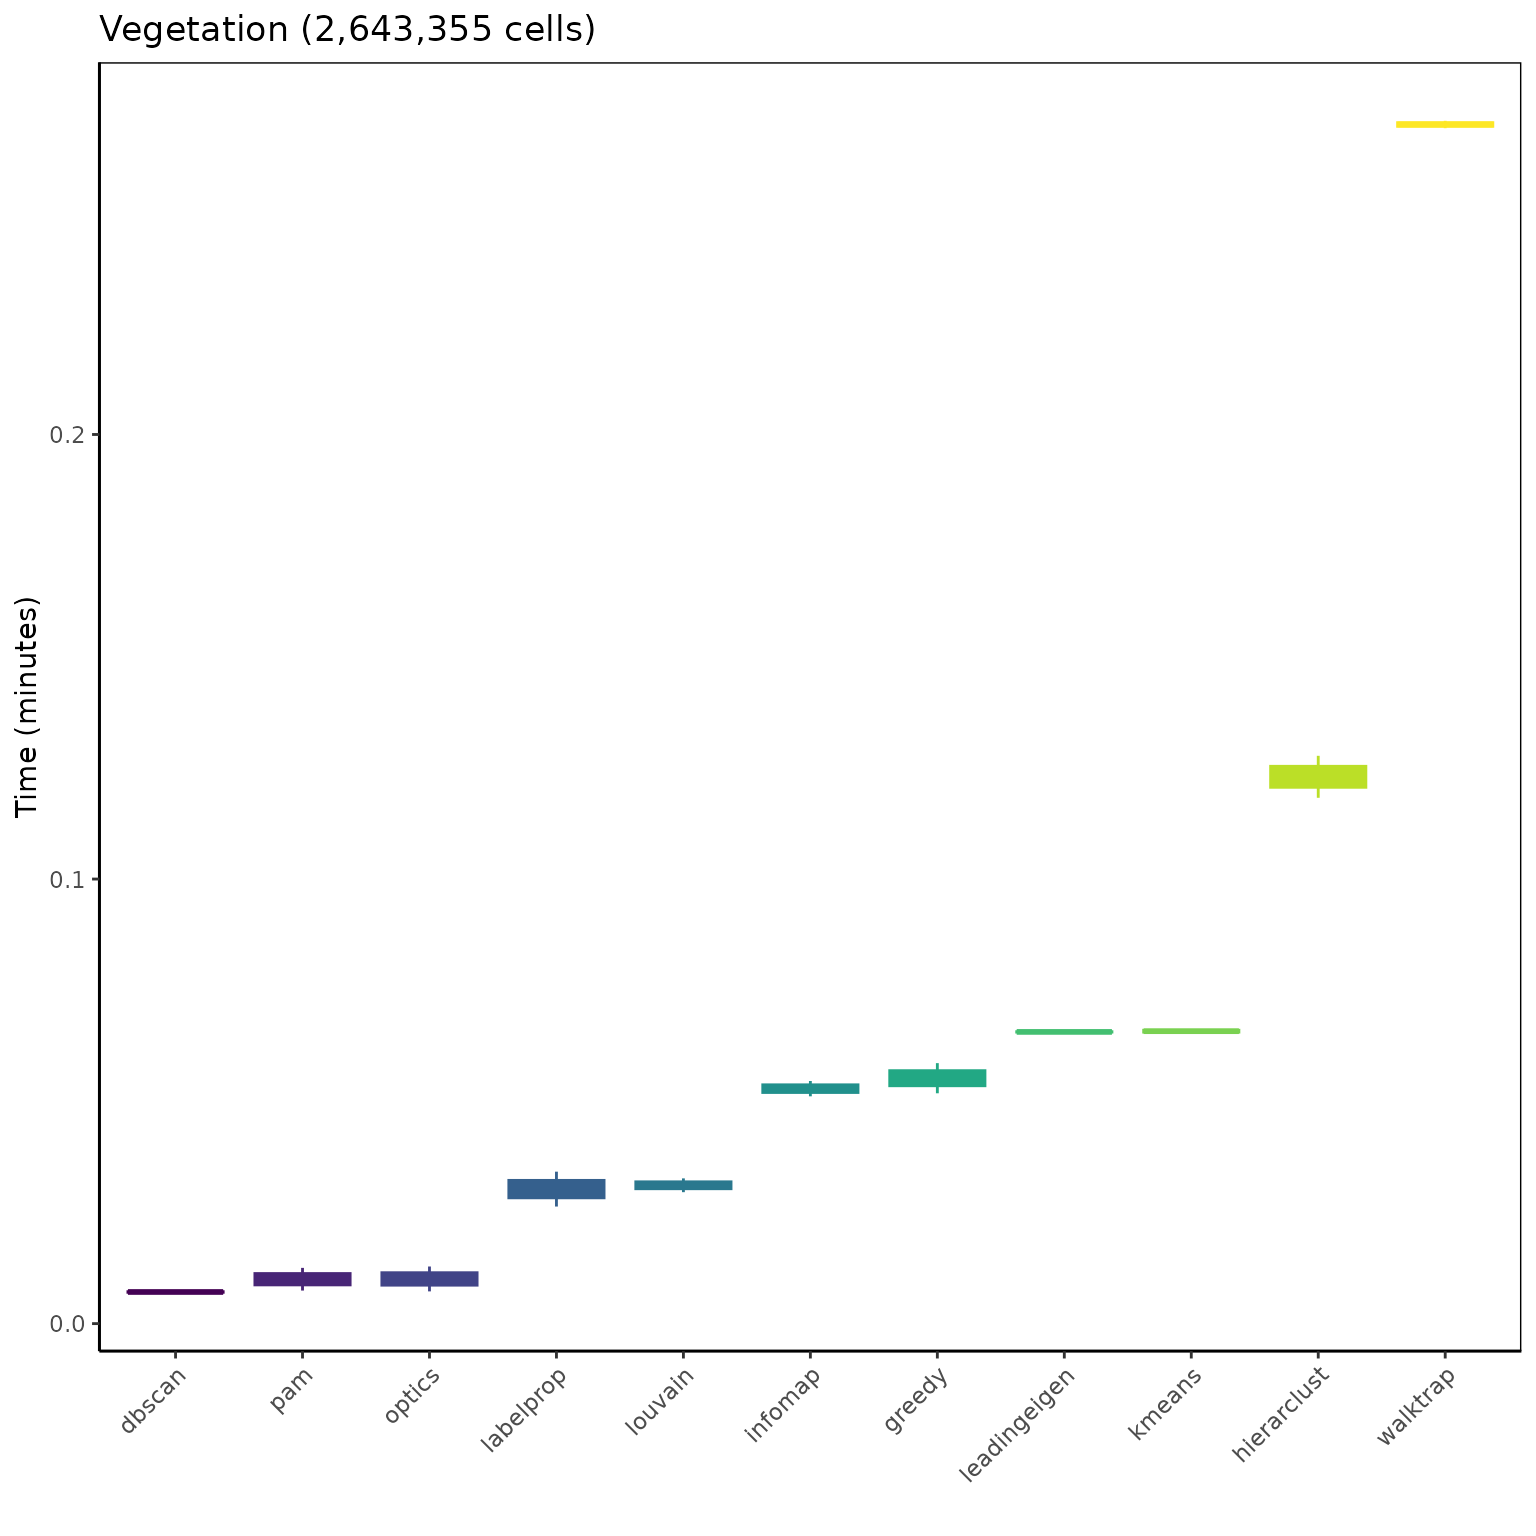 Vegetation (2,643,355 cells)
Time (minutes)
0.2
0.1
0.0
dbscan
pam
optics
labelprop
louvain
infomap
greedy
leadingeigen
kmeans
hierarclust
walktrap